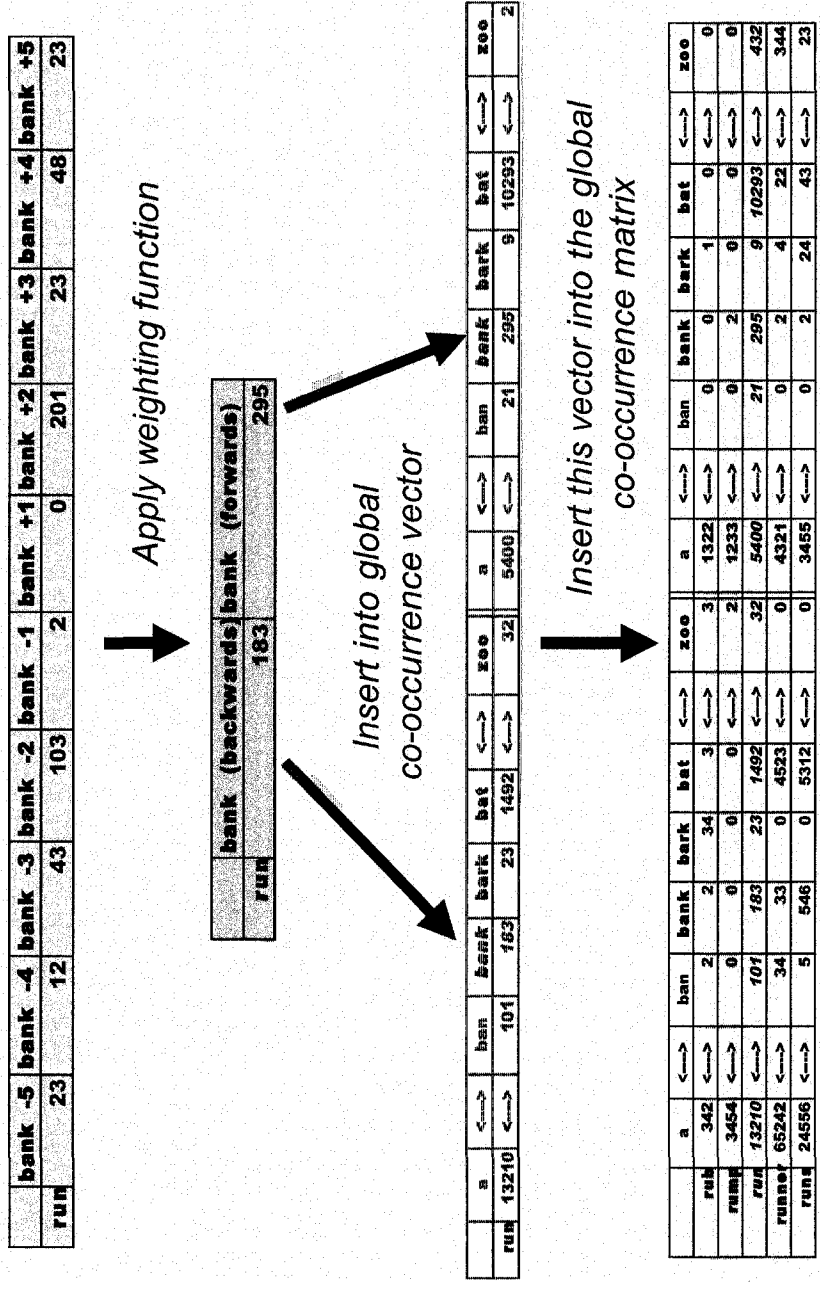 bank -5 bank -4 bank -3 bank -2 bank -1 bank +1 bank +2 bank +3 bank +4 bank +5
run 23 12 43 103 2 0 201 23 48 23
Apply weighting function
bank (backwards) bank (forwards)
run 183 295
Insert into global
co-occurrence vector
a <---> ban bank bark bat <---> zoo a <---> ban bank bark bat <---> zoo
run 13210 <---> 101 183 23 1492 <---> 32 5400 <---> 21 295 9 10293 <---> 2
Insert this vector into the global
co-occurrence matrix
a <---> ban bank bark bat <---> zoo a <---> ban bank bark bat <---> zoo
rub 342 <---> 2 2 34 3 <---> 3 1322 <---> 0 0 1 0 <---> 0
rump 3454 <---> 0 0 0 0 <---> 2 1233 <---> 0 2 0 0 <---> 0
run 13210 <---> 101 183 23 1492 <---> 32 5400 <---> 21 295 9 10293 <---> 432
runner 65242 <---> 34 33 0 4523 <---> 0 4321 <---> 0 2 4 22 <---> 344
runs 24556 <---> 5 546 0 5312 <---> 0 3455 <---> 0 2 24 43 <---> 23